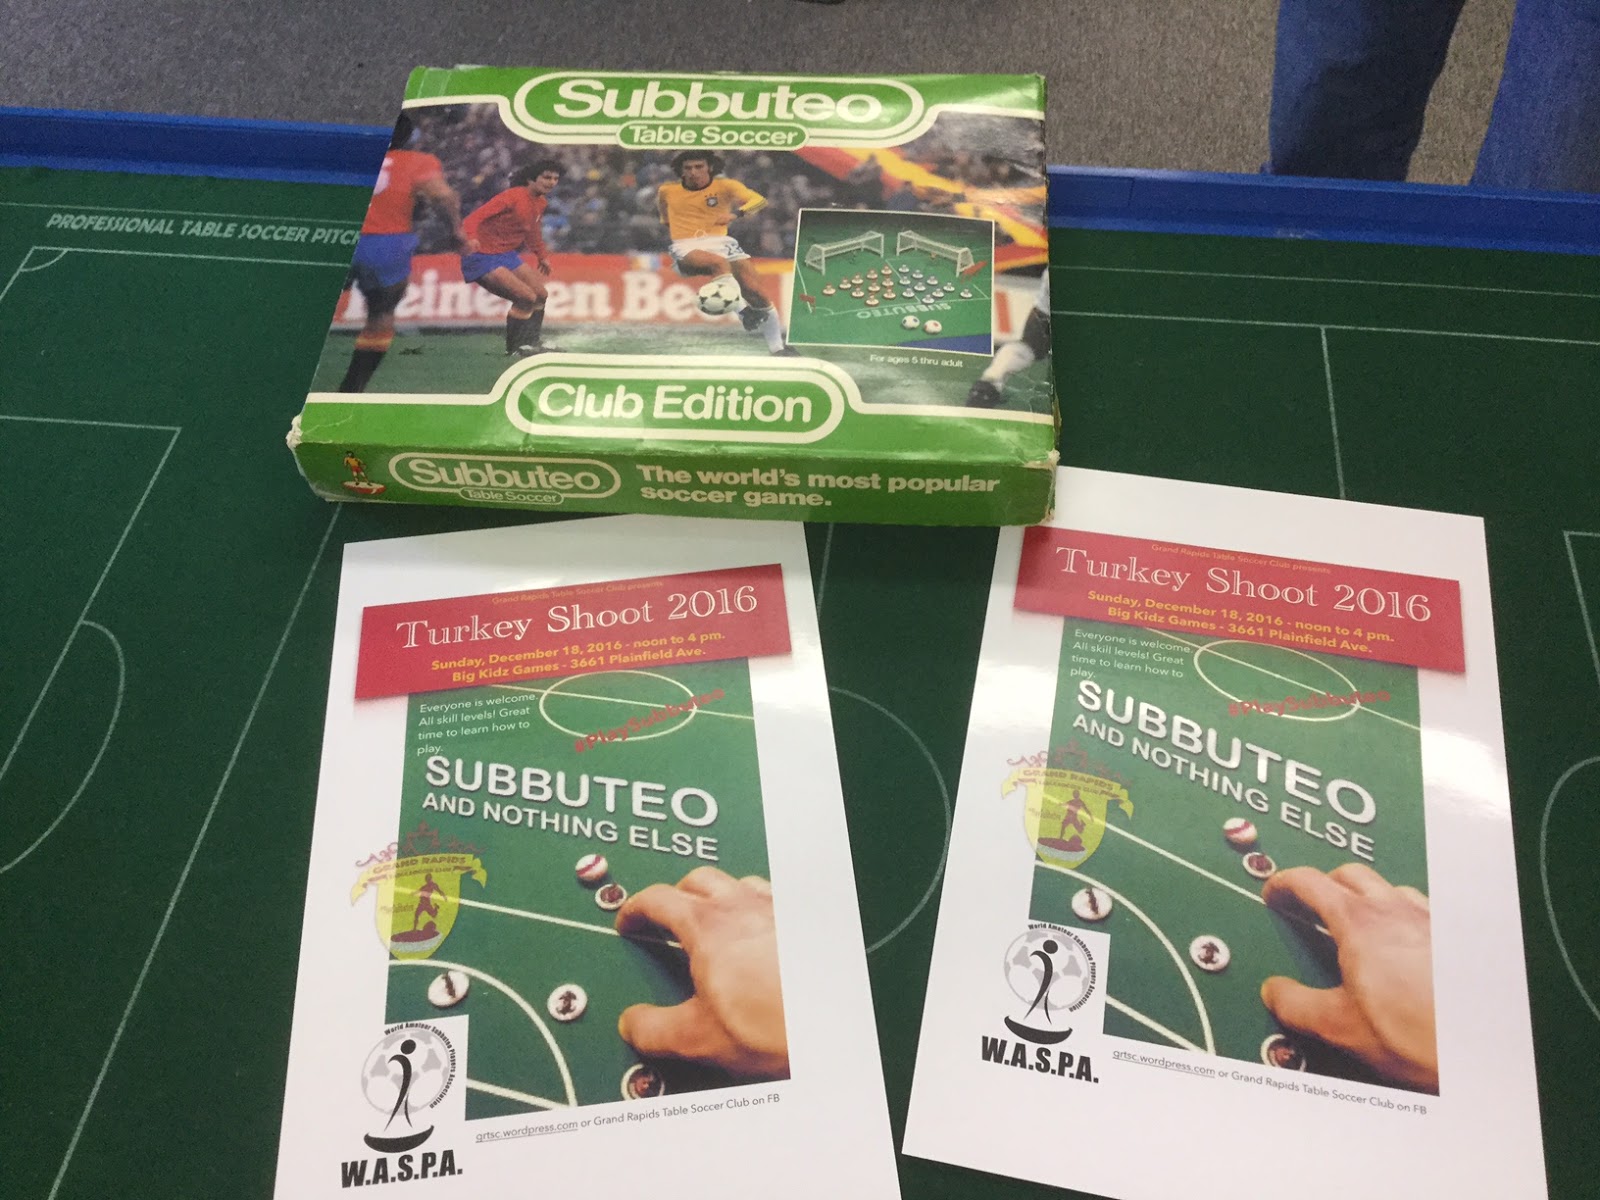 PROFESSIONAL TABLE SOCCER PITCH
Subbuteo
Table Soccer
Heineken Bee
SUBBUTEO
For ages 5 thru adult
Club Edition
Subbuteo
Table Soccer
The world's most popular
soccer game.
Grand Rapids Table Soccer Club presents
Turkey Shoot 2016
Sunday, December 18, 2016 - noon to 4 pm.
Big Kidz Games - 3661 Plainfield Ave.
Everyone is welcome.
All skill levels! Great
time to learn how to
play.
#PlaySubbuteo
SUBBUTEO
AND NOTHING ELSE
GRAND RAPIDS
World Amateur Subbuteo Players Association
W.A.S.P.A.
grtsc.wordpress.com or Grand Rapids Table Soccer Club on FB
Grand Rapids Table Soccer Club presents
Turkey Shoot 2016
Sunday, December 18, 2016 - noon to 4 pm.
Big Kidz Games - 3661 Plainfield Ave.
Everyone is welcome.
All skill levels! Great
time to learn how to
play.
#PlaySubbuteo
SUBBUTEO
AND NOTHING ELSE
GRAND RAPIDS
World Amateur Subbuteo Players Association
W.A.S.P.A.
grtsc.wordpress.com or Grand Rapids Table Soccer Club on FB